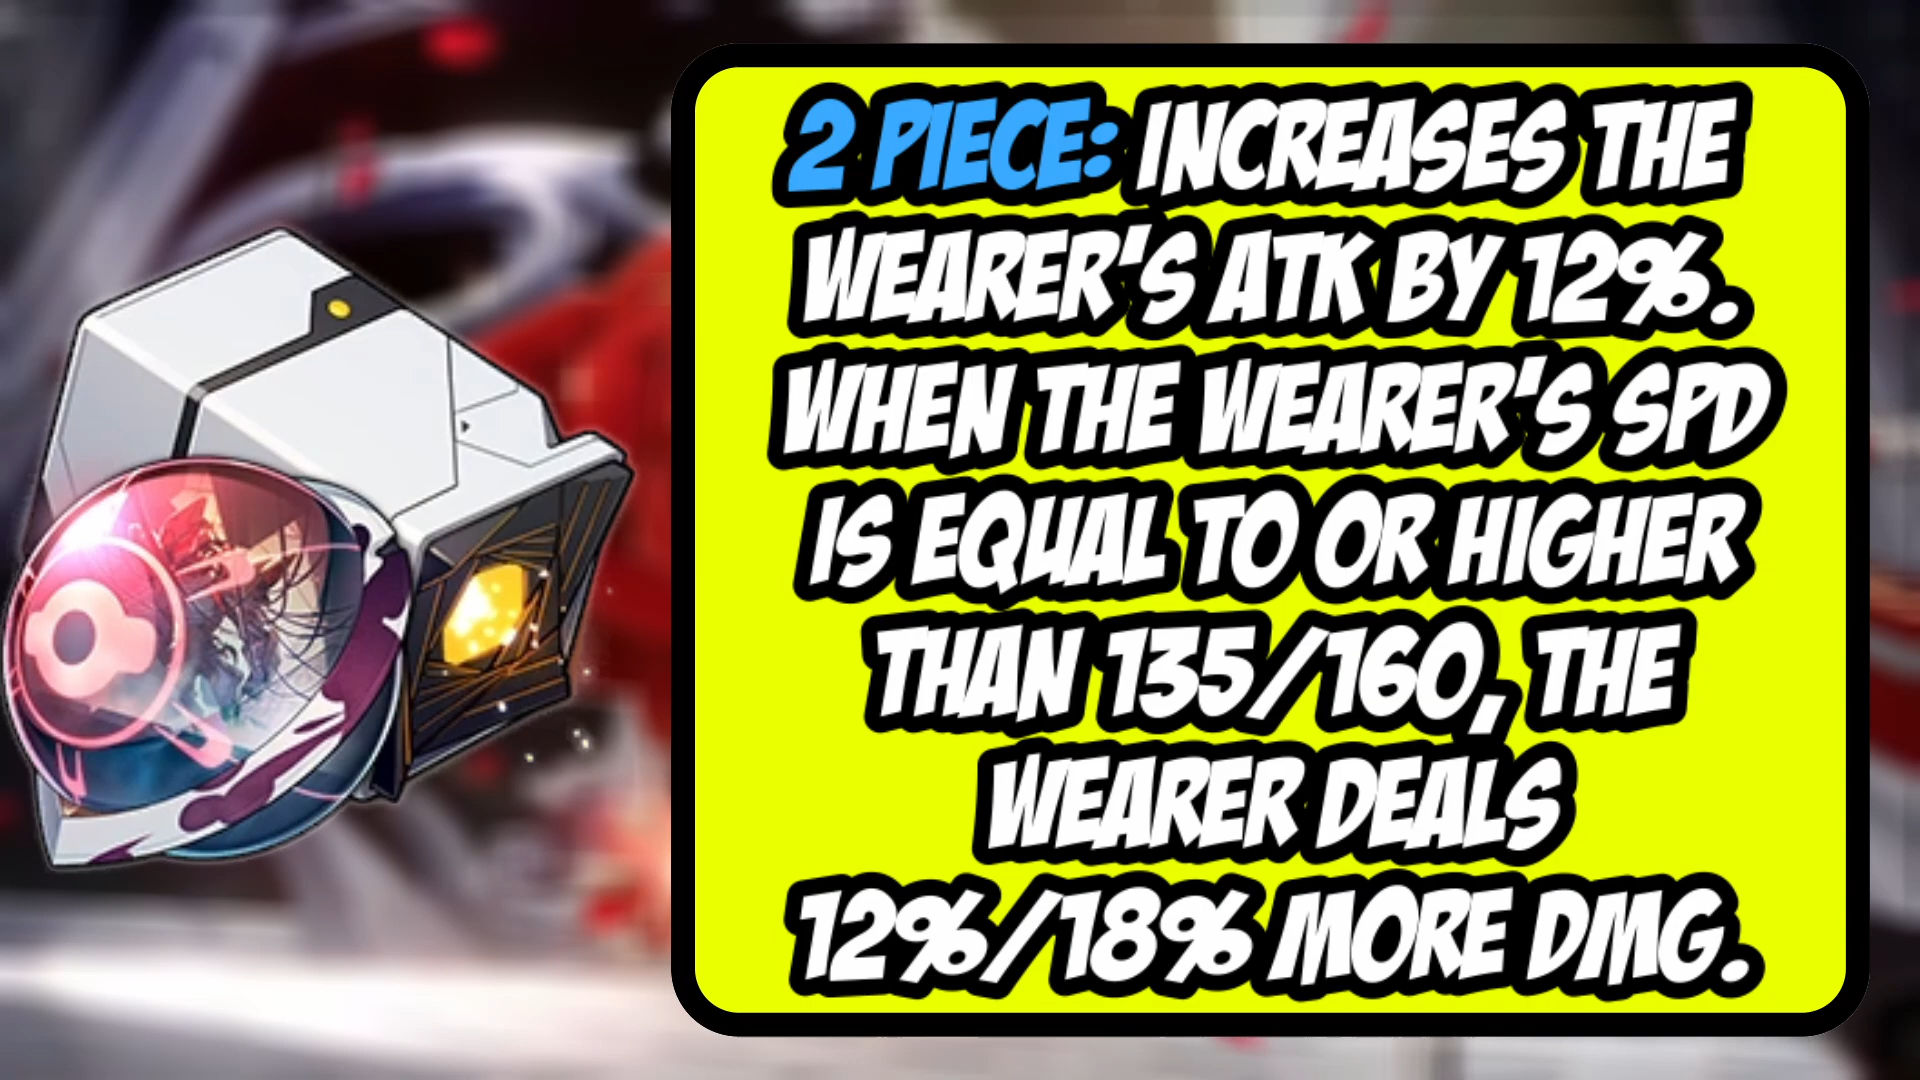 2 PIECE: INCREASES THE
WEARER'S ATK BY 12%.
WHEN THE WEARER'S SPD
IS EQUAL TO OR HIGHER
THAN 135/160, THE
WEARER DEALS
12%/18% MORE DMG.